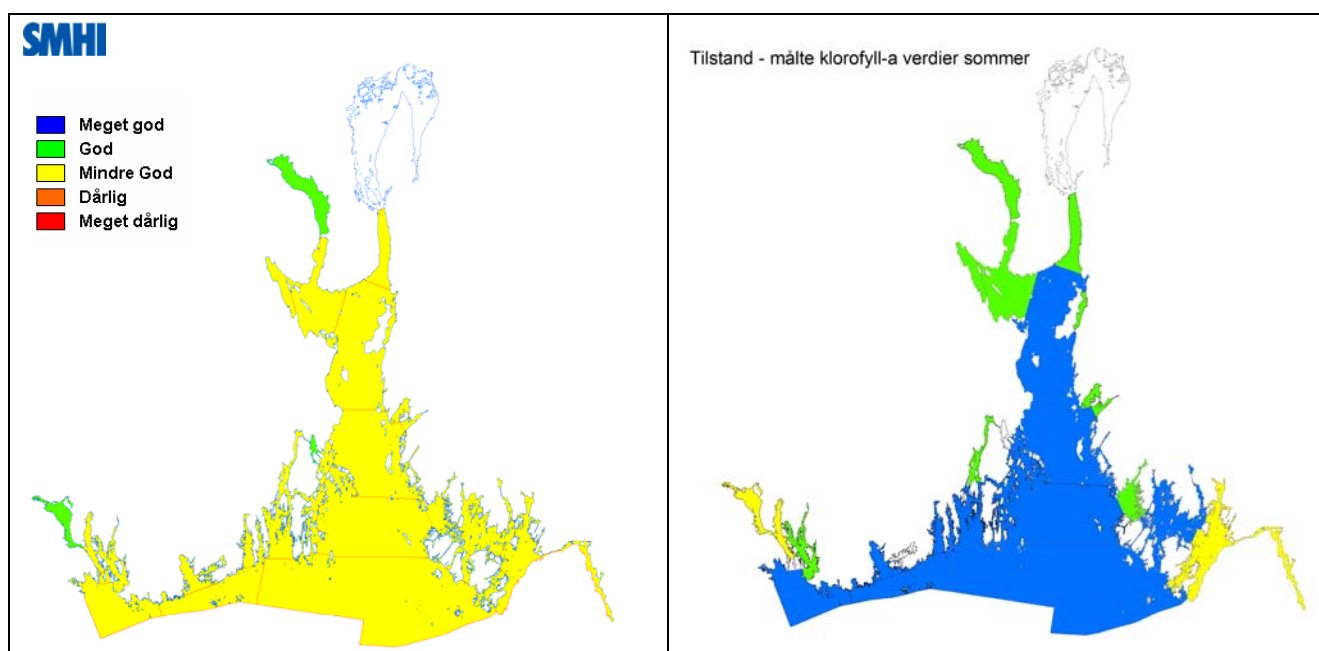 SMHI
Meget god
God
Mindre God
Dårlig
Meget dårlig
Tilstand - målte klorofyll-a verdier sommer